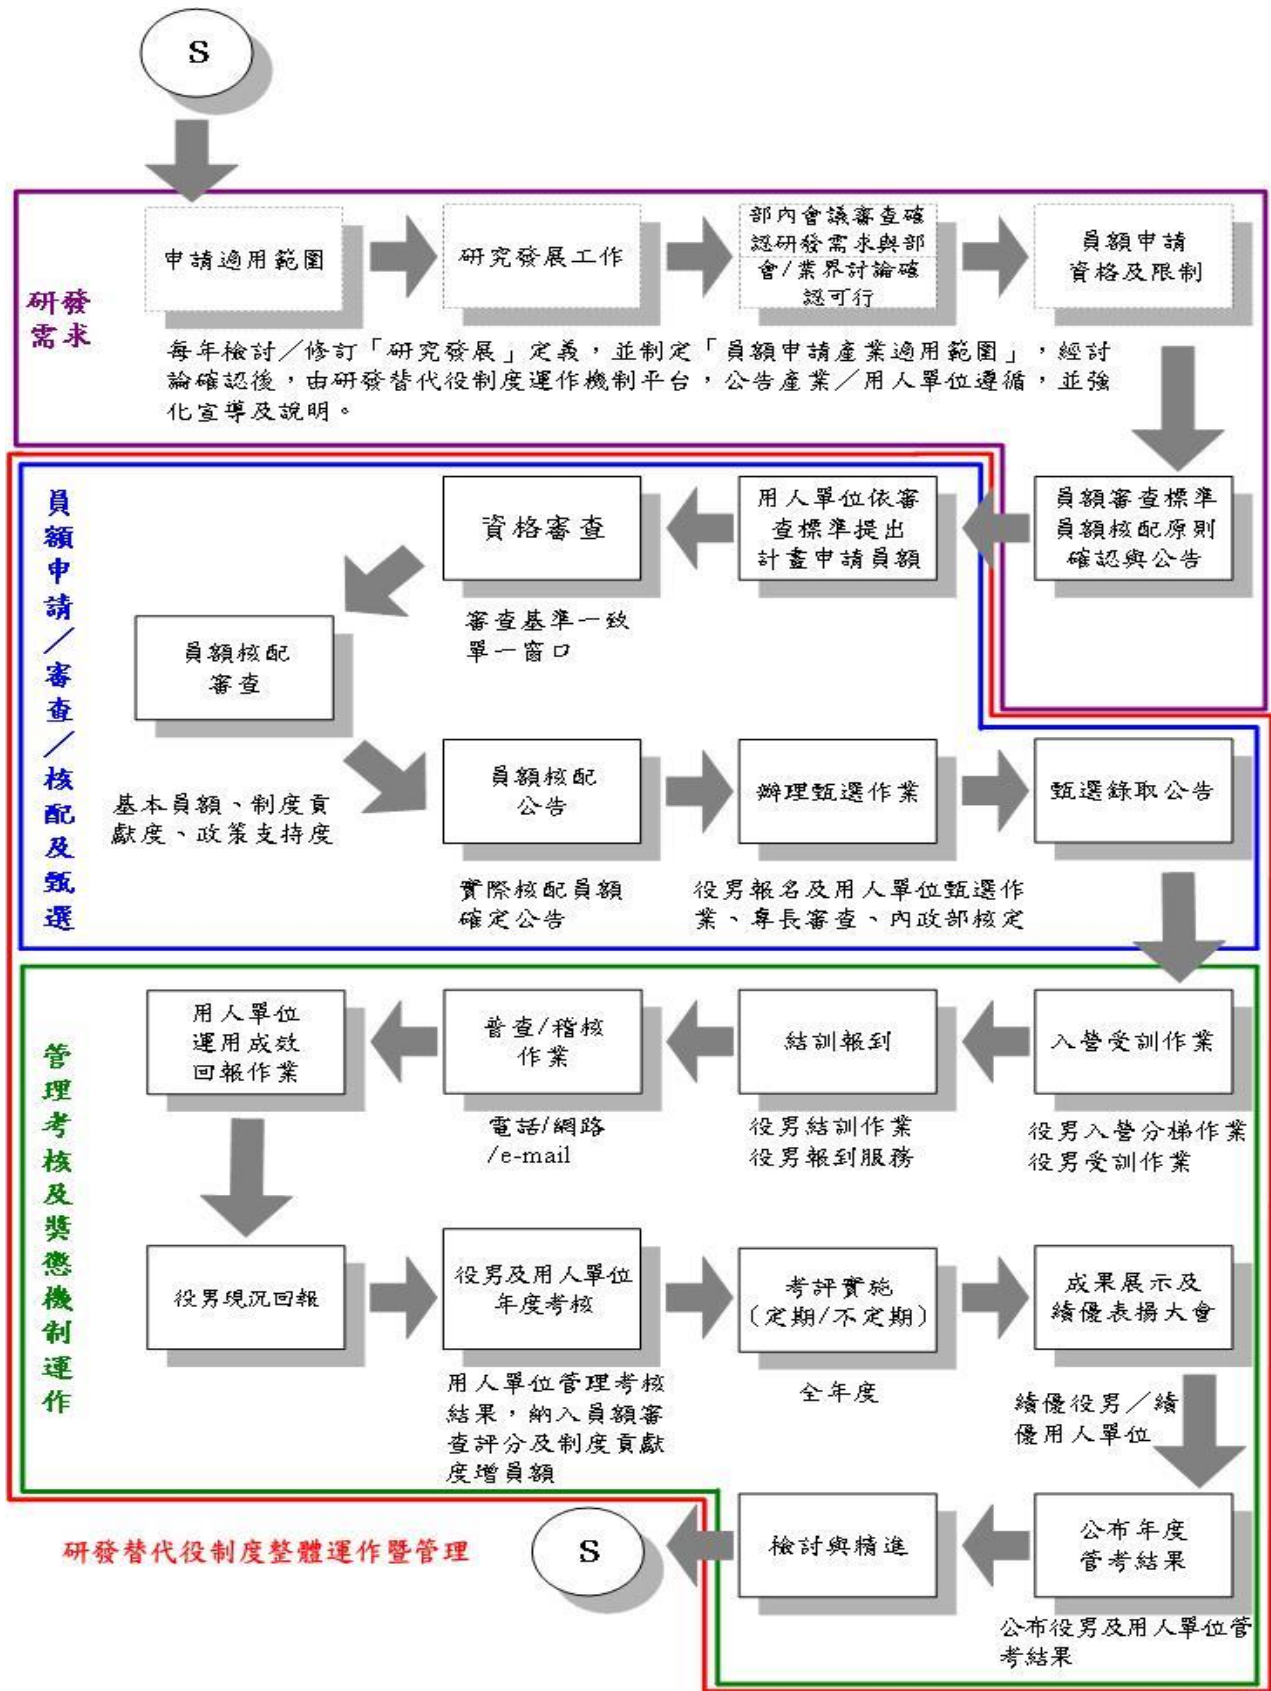 S
研發
需求
申請適用範圍
研究發展工作
部內會議審查確
認研發需求與部
會/業界討論確
認可行
員額申請
資格及限制
每年檢討／修訂「研究發展」定義，並制定「員額申請產業適用範圍」，經討
論確認後，由研發替代役制度運作機制平台，公告產業／用人單位遵循，並強
化宣導及說明。
員額審查標準
員額核配原則
確認與公告
員額申請／審查／核配及甄選
用人單位依審
查標準提出
計畫申請員額
資格審查
審查基準一致
單一窗口
員額核配
審查
基本員額、制度貢
獻度、政策支持度
員額核配
公告
實際核配員額
確定公告
辦理甄選作業
役男報名及用人單位甄選作
業、專長審查、內政部核定
甄選錄取公告
管理考核及獎懲機制運作
入營受訓作業
役男入營分梯作業
役男受訓作業
結訓報到
役男結訓作業
役男報到服務
普查/稽核
作業
電話/網路
/e-mail
用人單位
運用成效
回報作業
役男現況回報
役男及用人單位
年度考核
用人單位管理考核
結果，納入員額審
查評分及制度貢獻
度增員額
考評實施
(定期/不定期)
全年度
成果展示及
績優表揚大會
績優役男／績
優用人單位
公布年度
管考結果
公布役男及用人單位管
考結果
檢討與精進
S
研發替代役制度整體運作暨管理